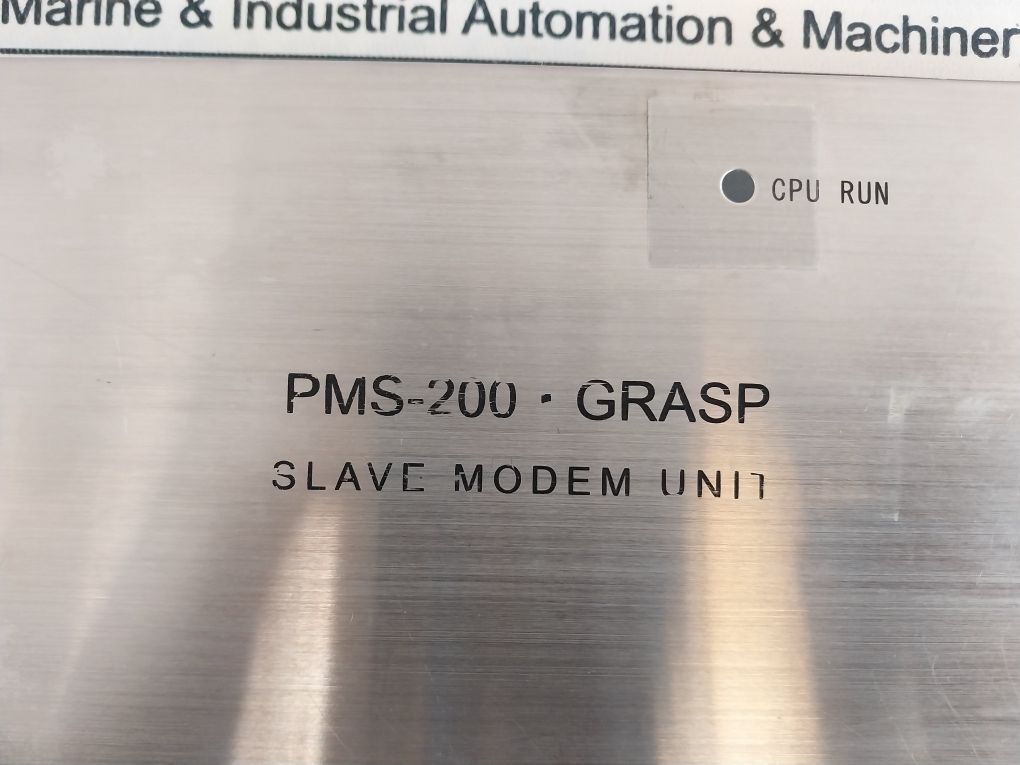 Marine & Industrial Automation & Machiner
CPU RUN
PMS-200 · GRASP
SLAVE MODEM UNIT